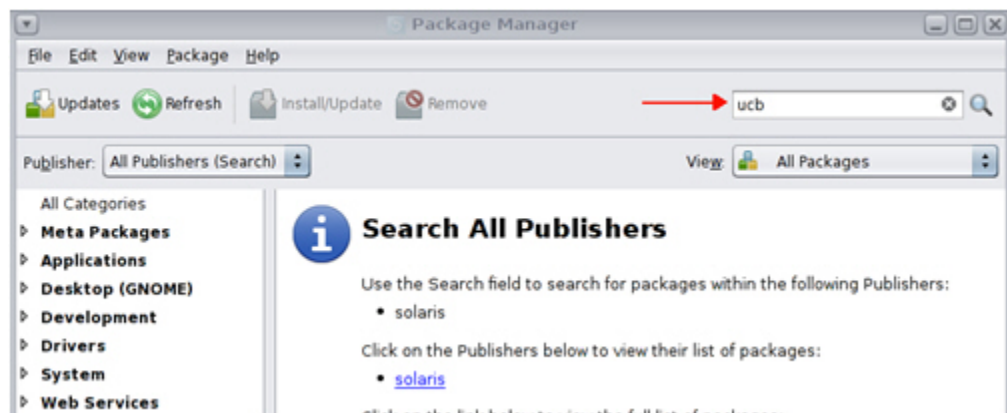 Package Manager
File Edit View Package Help
Updates Refresh Install/Update Remove ucb
Publisher: All Publishers (Search) View: All Packages
All Categories
Meta Packages
Applications
Desktop (GNOME)
Development
Drivers
System
Web Services
Search All Publishers
Use the Search field to search for packages within the following Publishers:
• solaris
Click on the Publishers below to view their list of packages:
• solaris